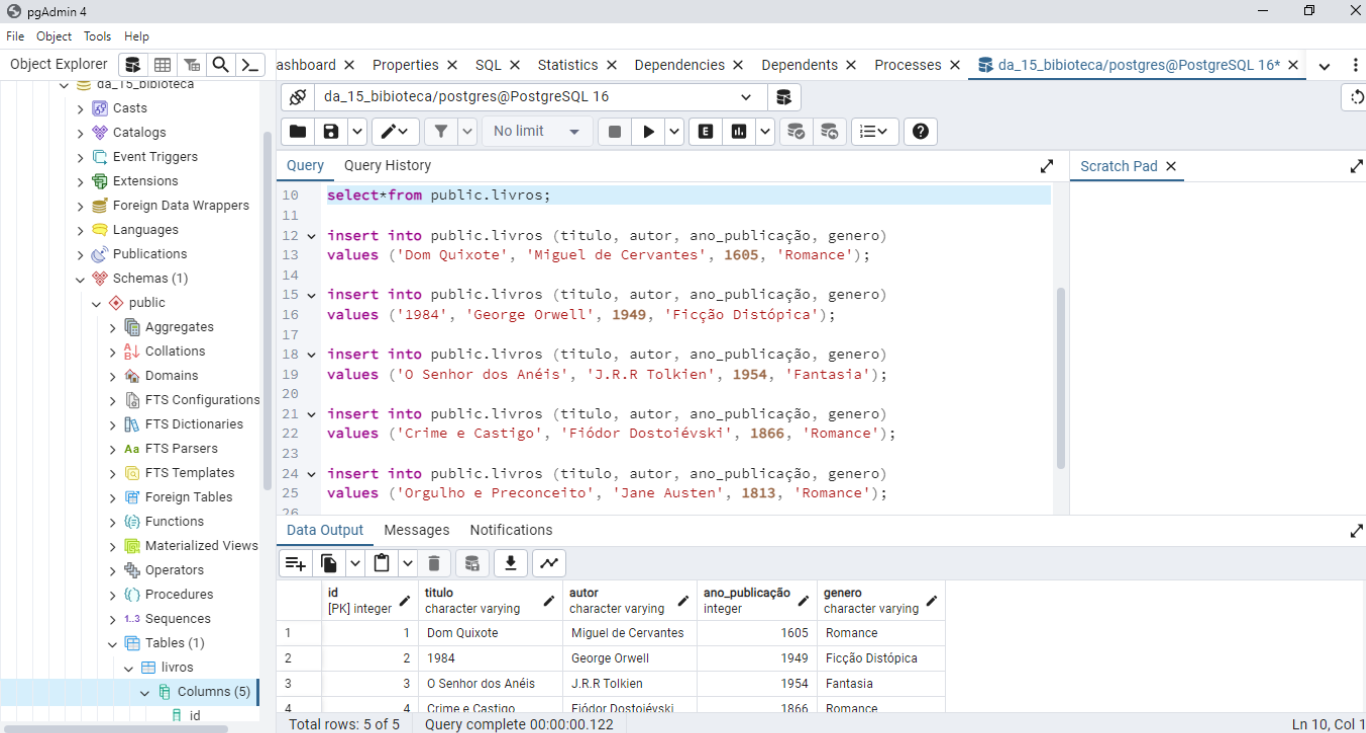 pgAdmin 4
File Object Tools Help
Object Explorer
ashboard Properties SQL Statistics Dependencies Dependents Processes da_15_bibioteca/postgres@PostgreSQL 16*
da_15_bibioteca
Casts
Catalogs
Event Triggers
Extensions
Foreign Data Wrappers
Languages
Publications
Schemas (1)
public
Aggregates
Collations
Domains
FTS Configurations
FTS Dictionaries
Aa FTS Parsers
FTS Templates
Foreign Tables
Functions
Materialized Views
Operators
Procedures
1..3 Sequences
Tables (1)
livros
Columns (5)
id
da_15_bibioteca/postgres@PostgreSQL 16
No limit
E
Query Query History
Scratch Pad
10 select*from public.livros;
11
12 insert into public.livros (titulo, autor, ano_publicação, genero)
13 values ('Dom Quixote', 'Miguel de Cervantes', 1605, 'Romance');
14
15 insert into public.livros (titulo, autor, ano_publicação, genero)
16 values ('1984', 'George Orwell', 1949, 'Ficção Distópica');
17
18 insert into public.livros (titulo, autor, ano_publicação, genero)
19 values ('O Senhor dos Anéis', 'J.R.R Tolkien', 1954, 'Fantasia');
20
21 insert into public.livros (titulo, autor, ano_publicação, genero)
22 values ('Crime e Castigo', 'Fiódor Dostoiévski', 1866, 'Romance');
23
24 insert into public.livros (titulo, autor, ano_publicação, genero)
25 values ('Orgulho e Preconceito', 'Jane Austen', 1813, 'Romance');
26
Data Output Messages Notifications
id titulo autor ano_publicação genero
[PK] integer character varying character varying integer character varying
1 1 Dom Quixote Miguel de Cervantes 1605 Romance
2 2 1984 George Orwell 1949 Ficção Distópica
3 3 O Senhor dos Anéis J.R.R Tolkien 1954 Fantasia
4 4 Crime e Castigo Fiódor Dostoiévski 1866 Romance
Total rows: 5 of 5 Query complete 00:00:00.122 Ln 10, Col 1